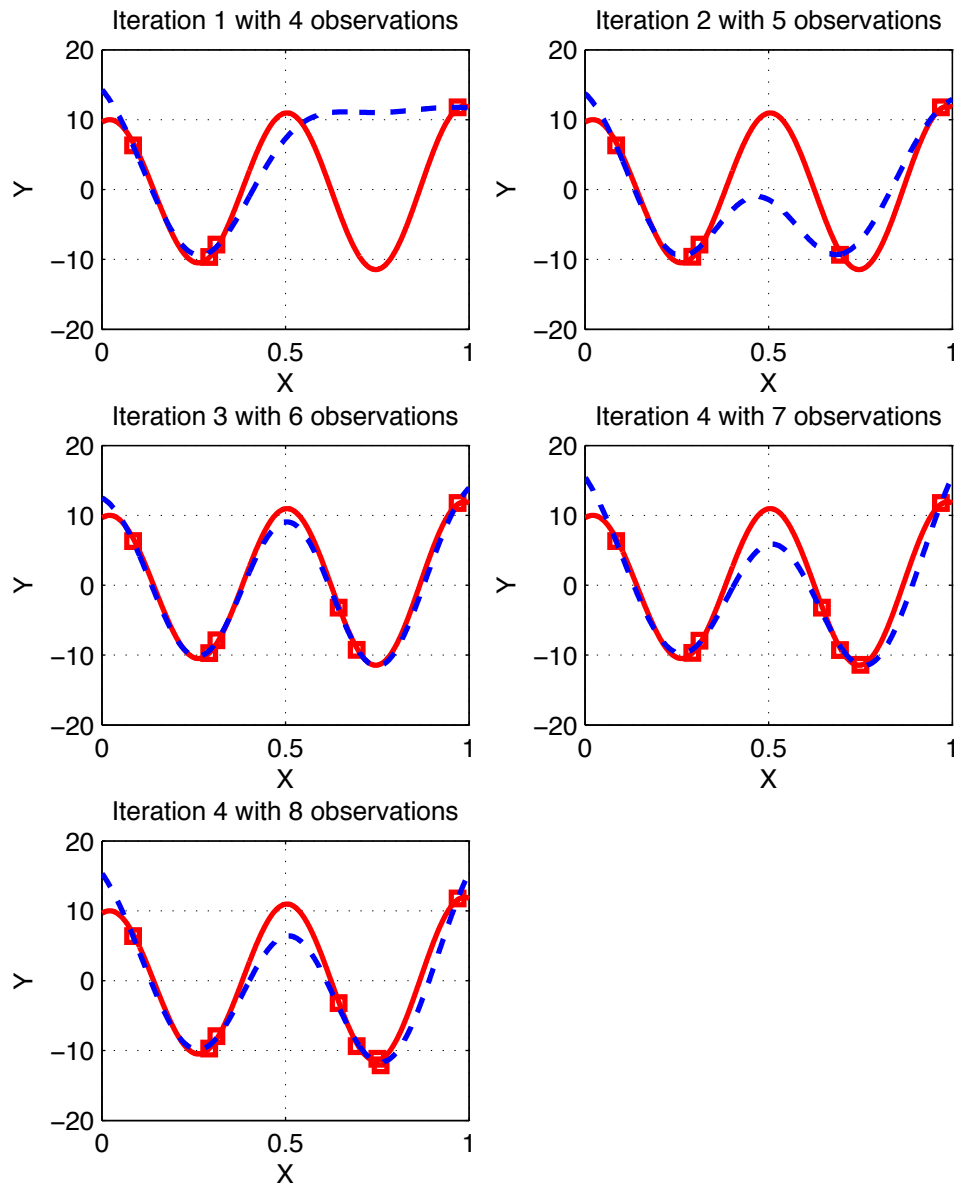 Iteration 1 with 4 observations
20
10
0
−10
−20
Y
0 0.5 1
X
Iteration 2 with 5 observations
20
10
0
−10
−20
Y
0 0.5 1
X
Iteration 3 with 6 observations
20
10
0
−10
−20
Y
0 0.5 1
X
Iteration 4 with 7 observations
20
10
0
−10
−20
Y
0 0.5 1
X
Iteration 4 with 8 observations
20
10
0
−10
−20
Y
0 0.5 1
X